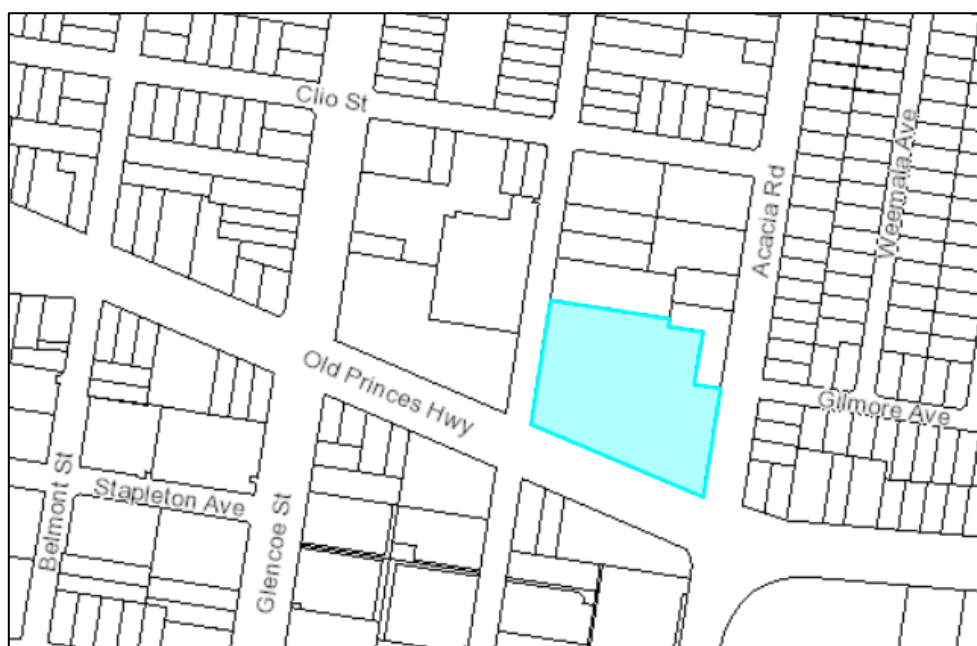 Clio St
Acacia Rd
Weemala Ave
Old Princes Hwy
Gilmore Ave
Belmont St
Stapleton Ave
Glencoe St